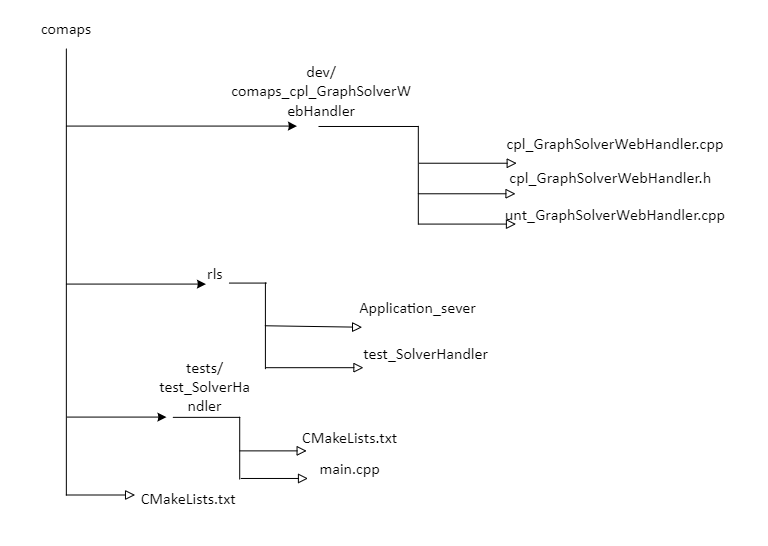 comaps
dev/
comaps_cpl_GraphSolverW
ebHandler
cpl_GraphSolverWebHandler.cpp
cpl_GraphSolverWebHandler.h
unt_GraphSolverWebHandler.cpp
rls
Application_sever
test_SolverHandler
tests/
test_SolverHa
ndler
CMakeLists.txt
main.cpp
CMakeLists.txt